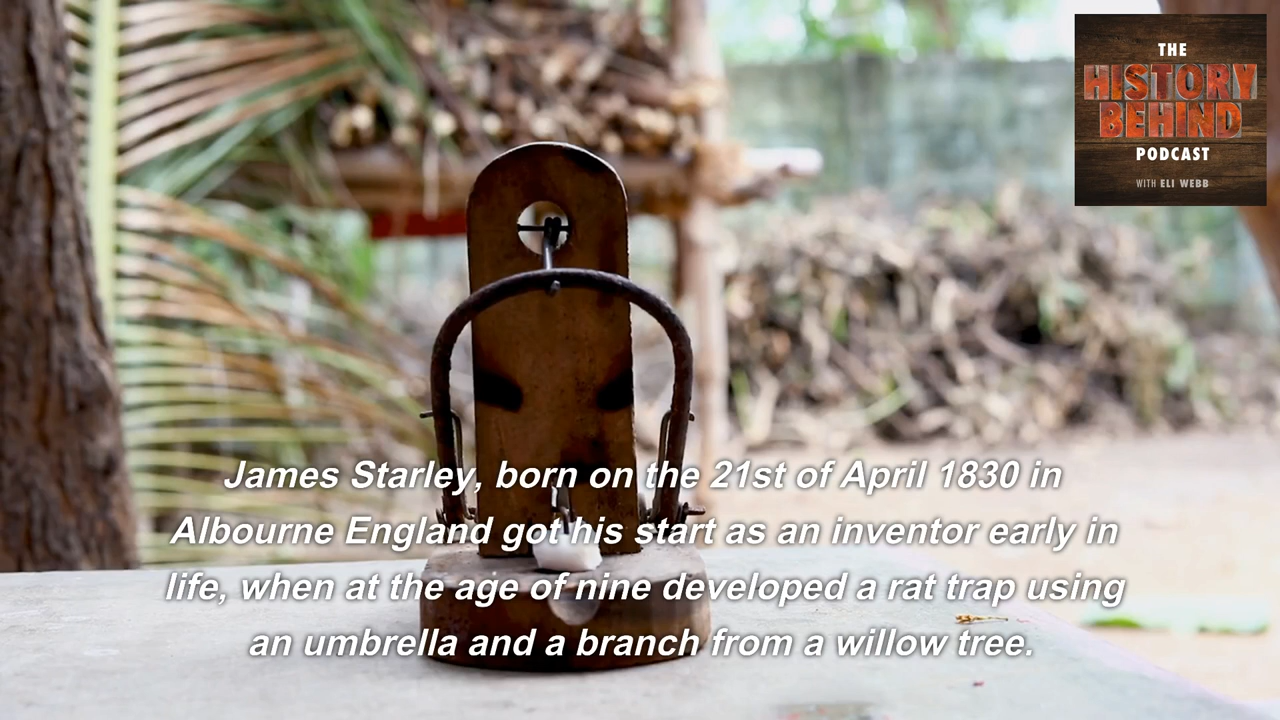 THE
HISTORY
BEHIND
PODCAST
WITH ELI WEBB
James Starley, born on the 21st of April 1830 in
Albourne England got his start as an inventor early in
life, when at the age of nine developed a rat trap using
an umbrella and a branch from a willow tree.